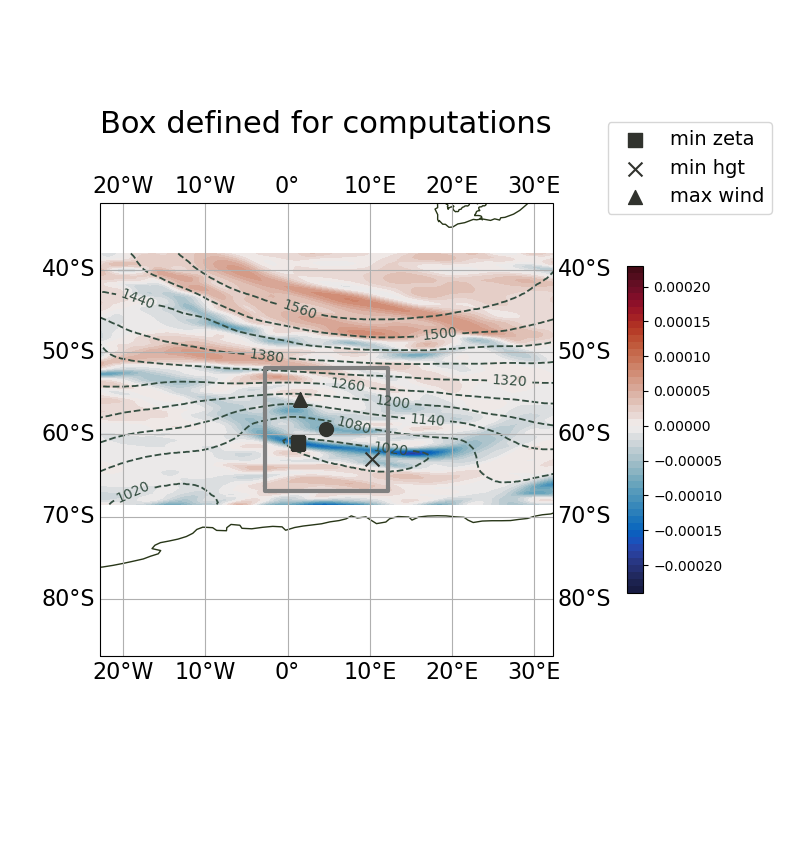 Box defined for computations
min zeta
min hgt
max wind
20°W 10°W 0° 10°E 20°E 30°E
40°S 40°S
50°S 50°S
60°S 60°S
70°S 70°S
80°S 80°S
20°W 10°W 0° 10°E 20°E 30°E
1440
1560
1500
1380
1320
1260
1200
1140
1080
1020
1020
0.00020
0.00015
0.00010
0.00005
0.00000
−0.00005
−0.00010
−0.00015
−0.00020